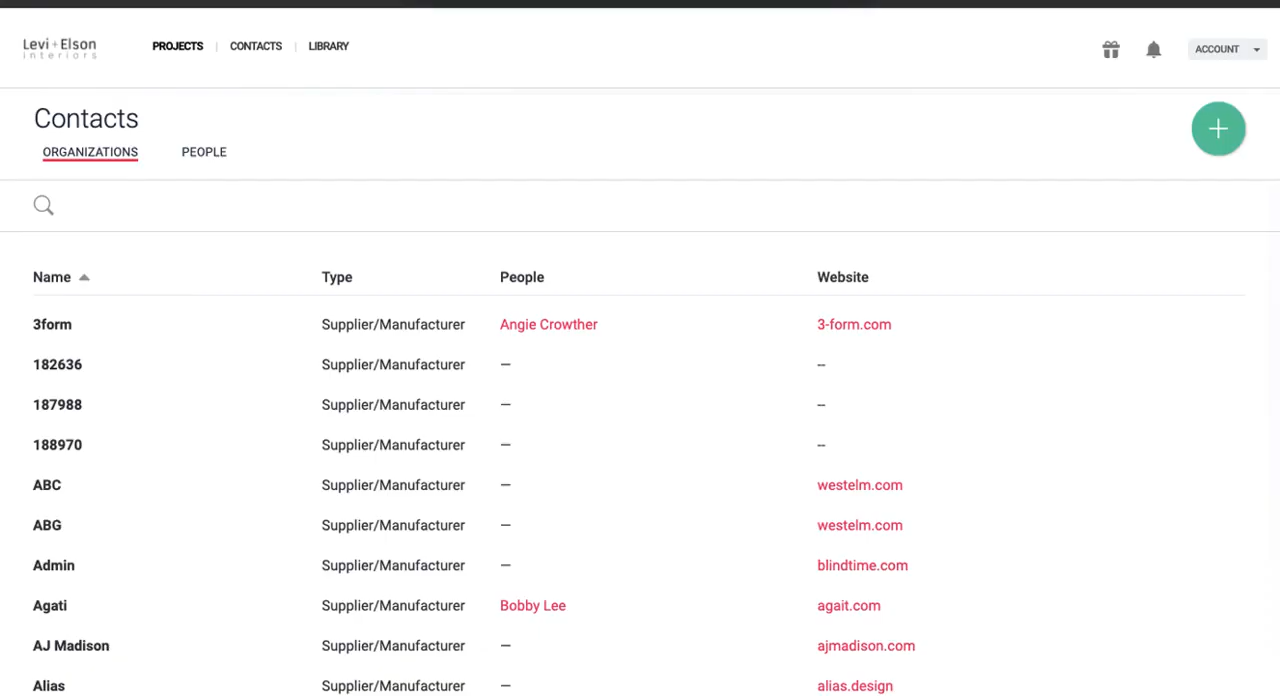 Levi+Elson
Interiors
PROJECTS | CONTACTS | LIBRARY
ACCOUNT
Contacts
ORGANIZATIONS PEOPLE
Name Type People Website
3form Supplier/Manufacturer Angie Crowther 3-form.com
182636 Supplier/Manufacturer — --
187988 Supplier/Manufacturer — --
188970 Supplier/Manufacturer — --
ABC Supplier/Manufacturer — westelm.com
ABG Supplier/Manufacturer — westelm.com
Admin Supplier/Manufacturer — blindtime.com
Agati Supplier/Manufacturer Bobby Lee agait.com
AJ Madison Supplier/Manufacturer — ajmadison.com
Alias Supplier/Manufacturer — alias.design